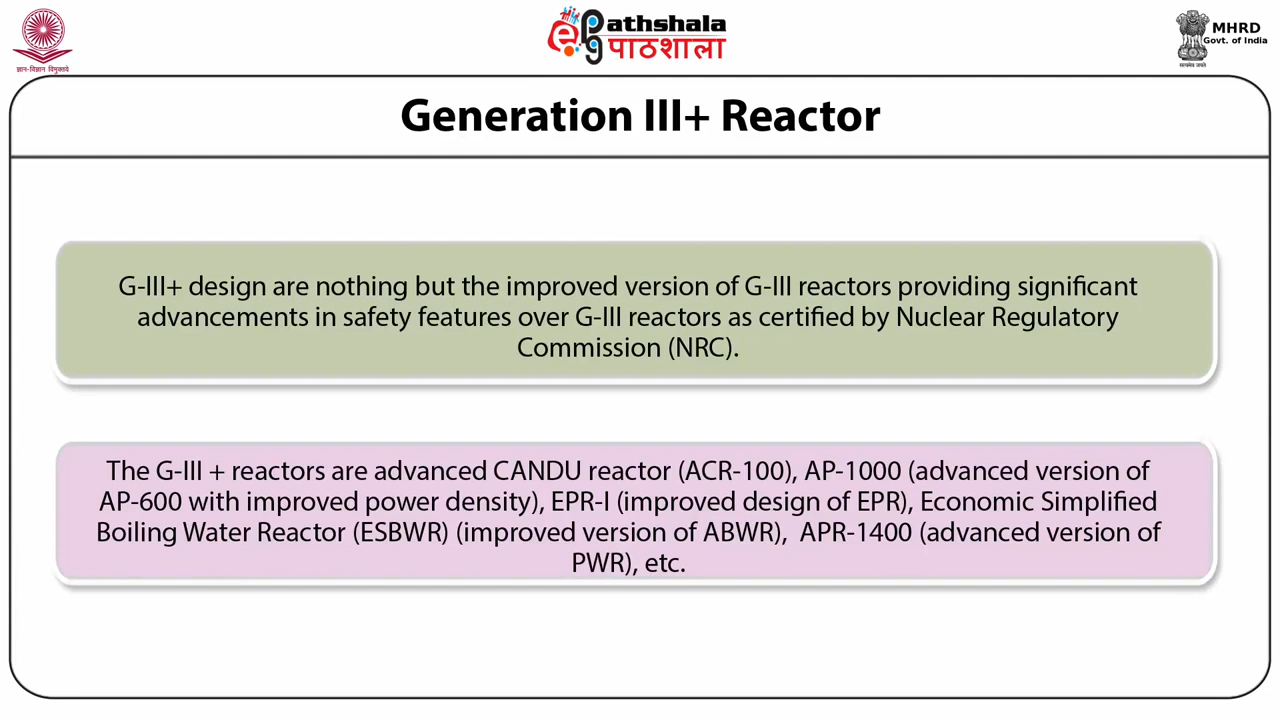 ज्ञान-विज्ञान विमुक्तये
e-Pathshala
पाठशाला
MHRD
Govt. of India
सत्यमेव जयते
Generation III+ Reactor
G-III+ design are nothing but the improved version of G-III reactors providing significant
advancements in safety features over G-III reactors as certified by Nuclear Regulatory
Commission (NRC).
The G-III + reactors are advanced CANDU reactor (ACR-100), AP-1000 (advanced version of
AP-600 with improved power density), EPR-I (improved design of EPR), Economic Simplified
Boiling Water Reactor (ESBWR) (improved version of ABWR),  APR-1400 (advanced version of
PWR), etc.